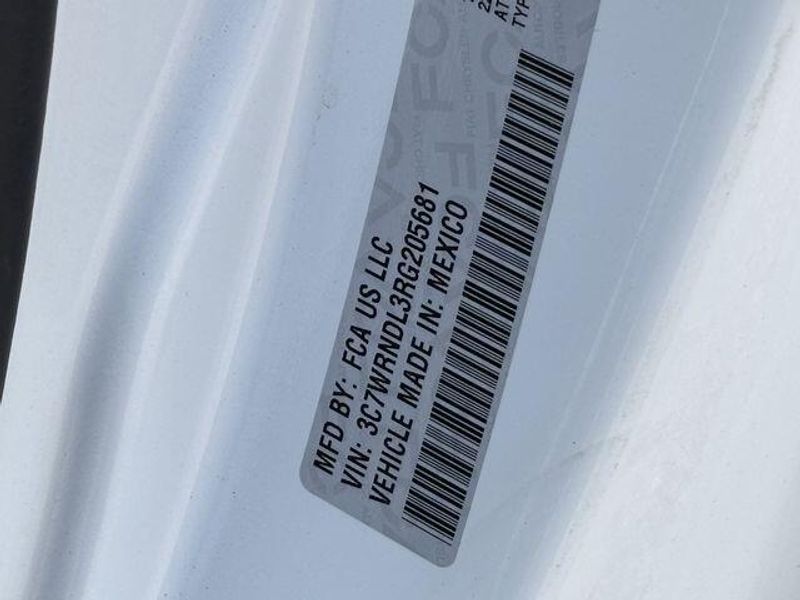 MFD BY: FCA US LLC
VIN: 3C7WRNDL3RG205681
VEHICLE MADE IN: MEXICO